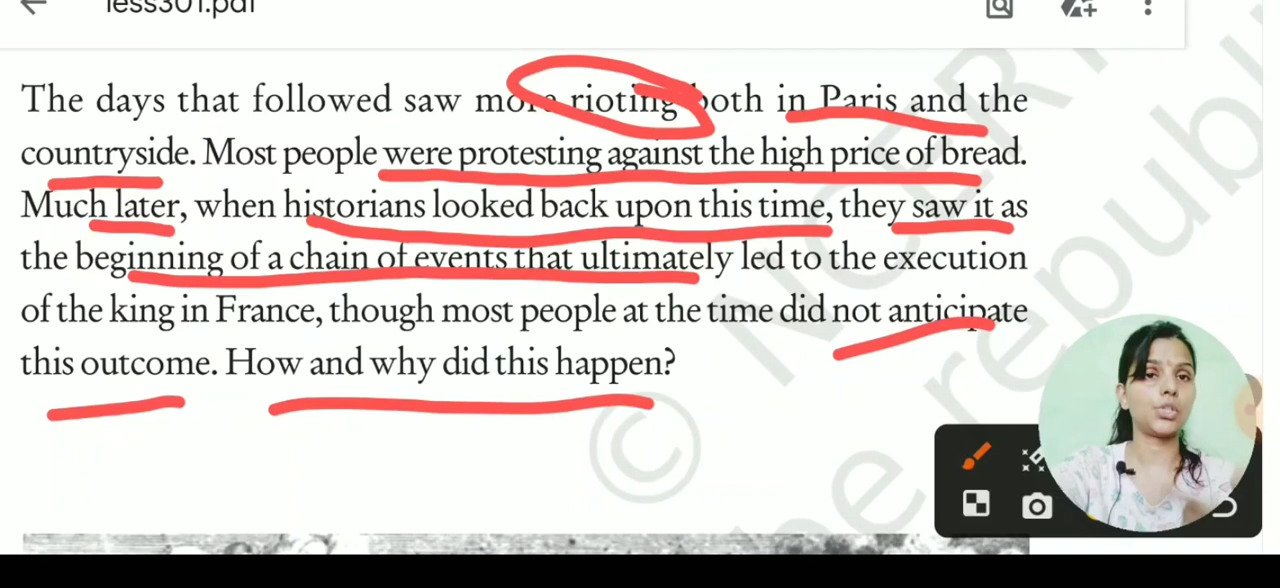 less301.pdf
The days that followed saw more rioting both in Paris and the
countryside. Most people were protesting against the high price of bread.
Much later, when historians looked back upon this time, they saw it as
the beginning of a chain of events that ultimately led to the execution
of the king in France, though most people at the time did not anticipate
this outcome. How and why did this happen?
© NCERT
be republ